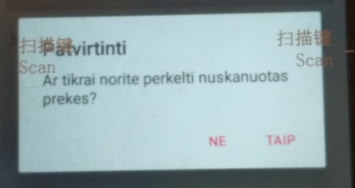 扫描键
Scan
扫描键
Scan
Patvirtinti
Ar tikrai norite perkelti nuskanuotas
prekes?
NE TAIP